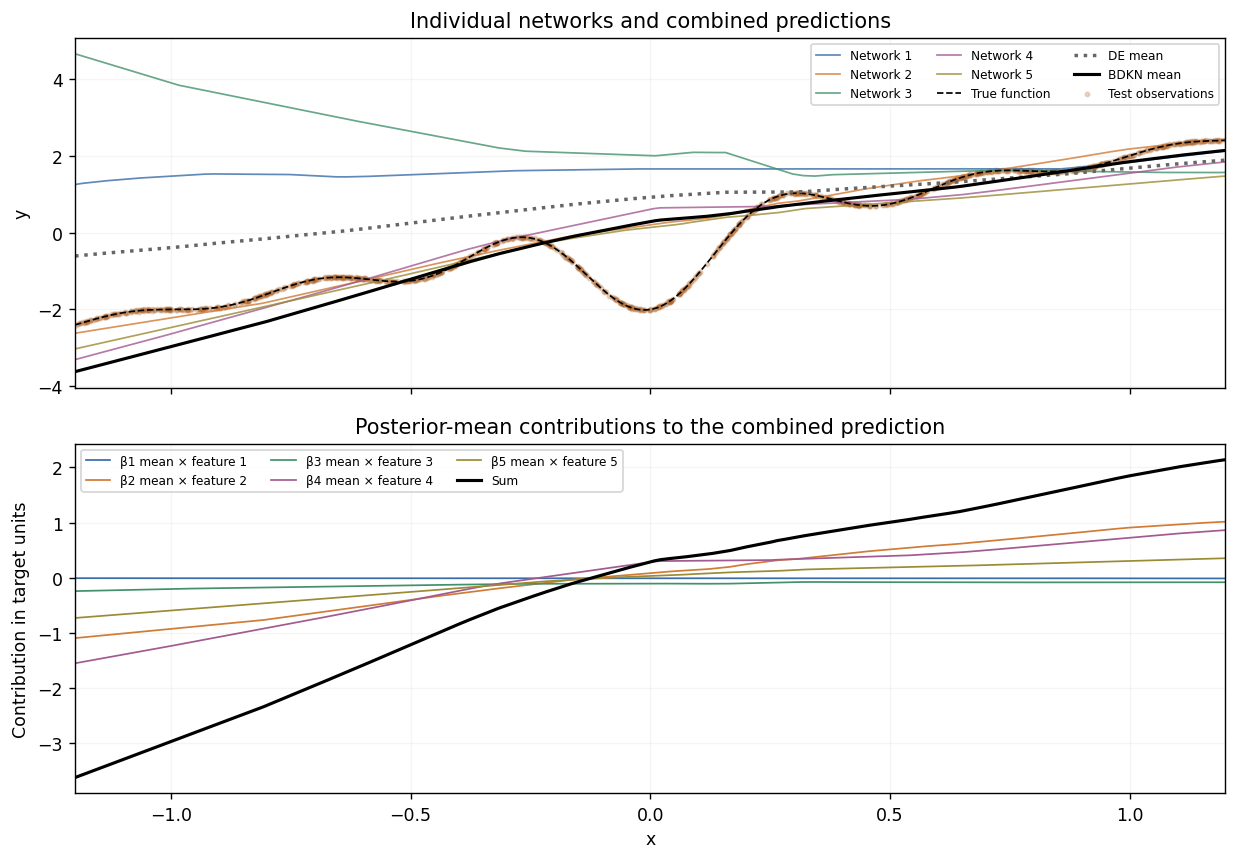 Individual networks and combined predictions
Network 1
Network 2
Network 3
Network 4
Network 5
True function
DE mean
BDKN mean
Test observations
y
4
2
0
−2
−4
Posterior-mean contributions to the combined prediction
β1 mean × feature 1
β2 mean × feature 2
β3 mean × feature 3
β4 mean × feature 4
β5 mean × feature 5
Sum
Contribution in target units
2
1
0
−1
−2
−3
−1.0
−0.5
0.0
0.5
1.0
x